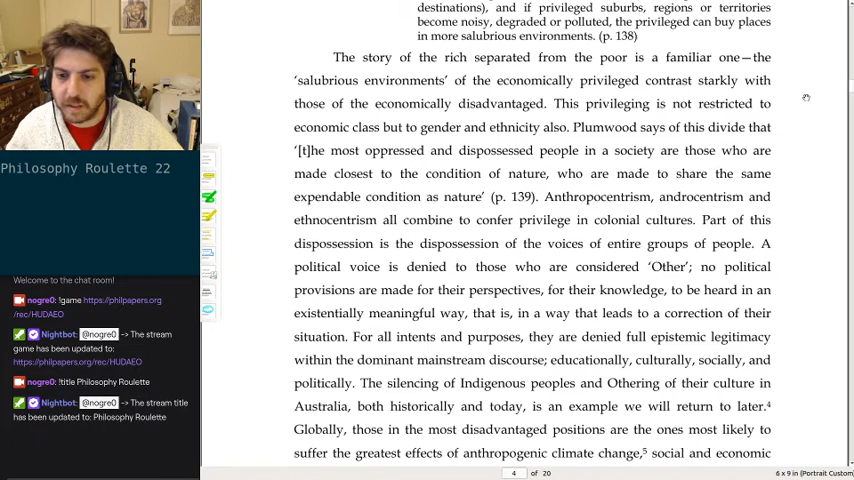 destinations), and if privileged suburbs, regions or territories
become noisy, degraded or polluted, the privileged can buy places
in more salubrious environments. (p. 138)
The story of the rich separated from the poor is a familiar one—the
'salubrious environments' of the economically privileged contrast starkly with
those of the economically disadvantaged. This privileging is not restricted to
economic class but to gender and ethnicity also. Plumwood says of this divide that
'[t]he most oppressed and dispossessed people in a society are those who are
made closest to the condition of nature, who are made to share the same
expendable condition as nature' (p. 139). Anthropocentrism, androcentrism and
ethnocentrism all combine to confer privilege in colonial cultures. Part of this
dispossession is the dispossession of the voices of entire groups of people. A
political voice is denied to those who are considered 'Other'; no political
provisions are made for their perspectives, for their knowledge, to be heard in an
existentially meaningful way, that is, in a way that leads to a correction of their
situation. For all intents and purposes, they are denied full epistemic legitimacy
within the dominant mainstream discourse; educationally, culturally, socially, and
politically. The silencing of Indigenous peoples and Othering of their culture in
Australia, both historically and today, is an example we will return to later.⁴
Globally, those in the most disadvantaged positions are the ones most likely to
suffer the greatest effects of anthropogenic climate change,⁵ social and economic
4 of 20
6 x 9 in (Portrait Custom
Philosophy Roulette 22
Welcome to the chat room!
nogre0: !game https://philpapers.org
/rec/HUDAEO
Nightbot: @nogre0 -> The stream
game has been updated to:
https://philpapers.org/rec/HUDAEO
nogre0: !title Philosophy Roulette
Nightbot: @nogre0 -> The stream title
has been updated to: Philosophy Roulette